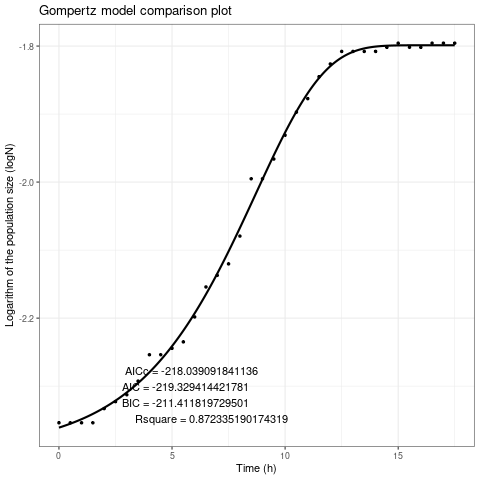 Gompertz model comparison plot
Logarithm of the population size (logN)
-1.8
-2.0
-2.2
AICc = -218.039091841136
AIC = -219.329414421781
BIC = -211.411819729501
Rsquare = 0.872335190174319
0
5
10
15
Time (h)